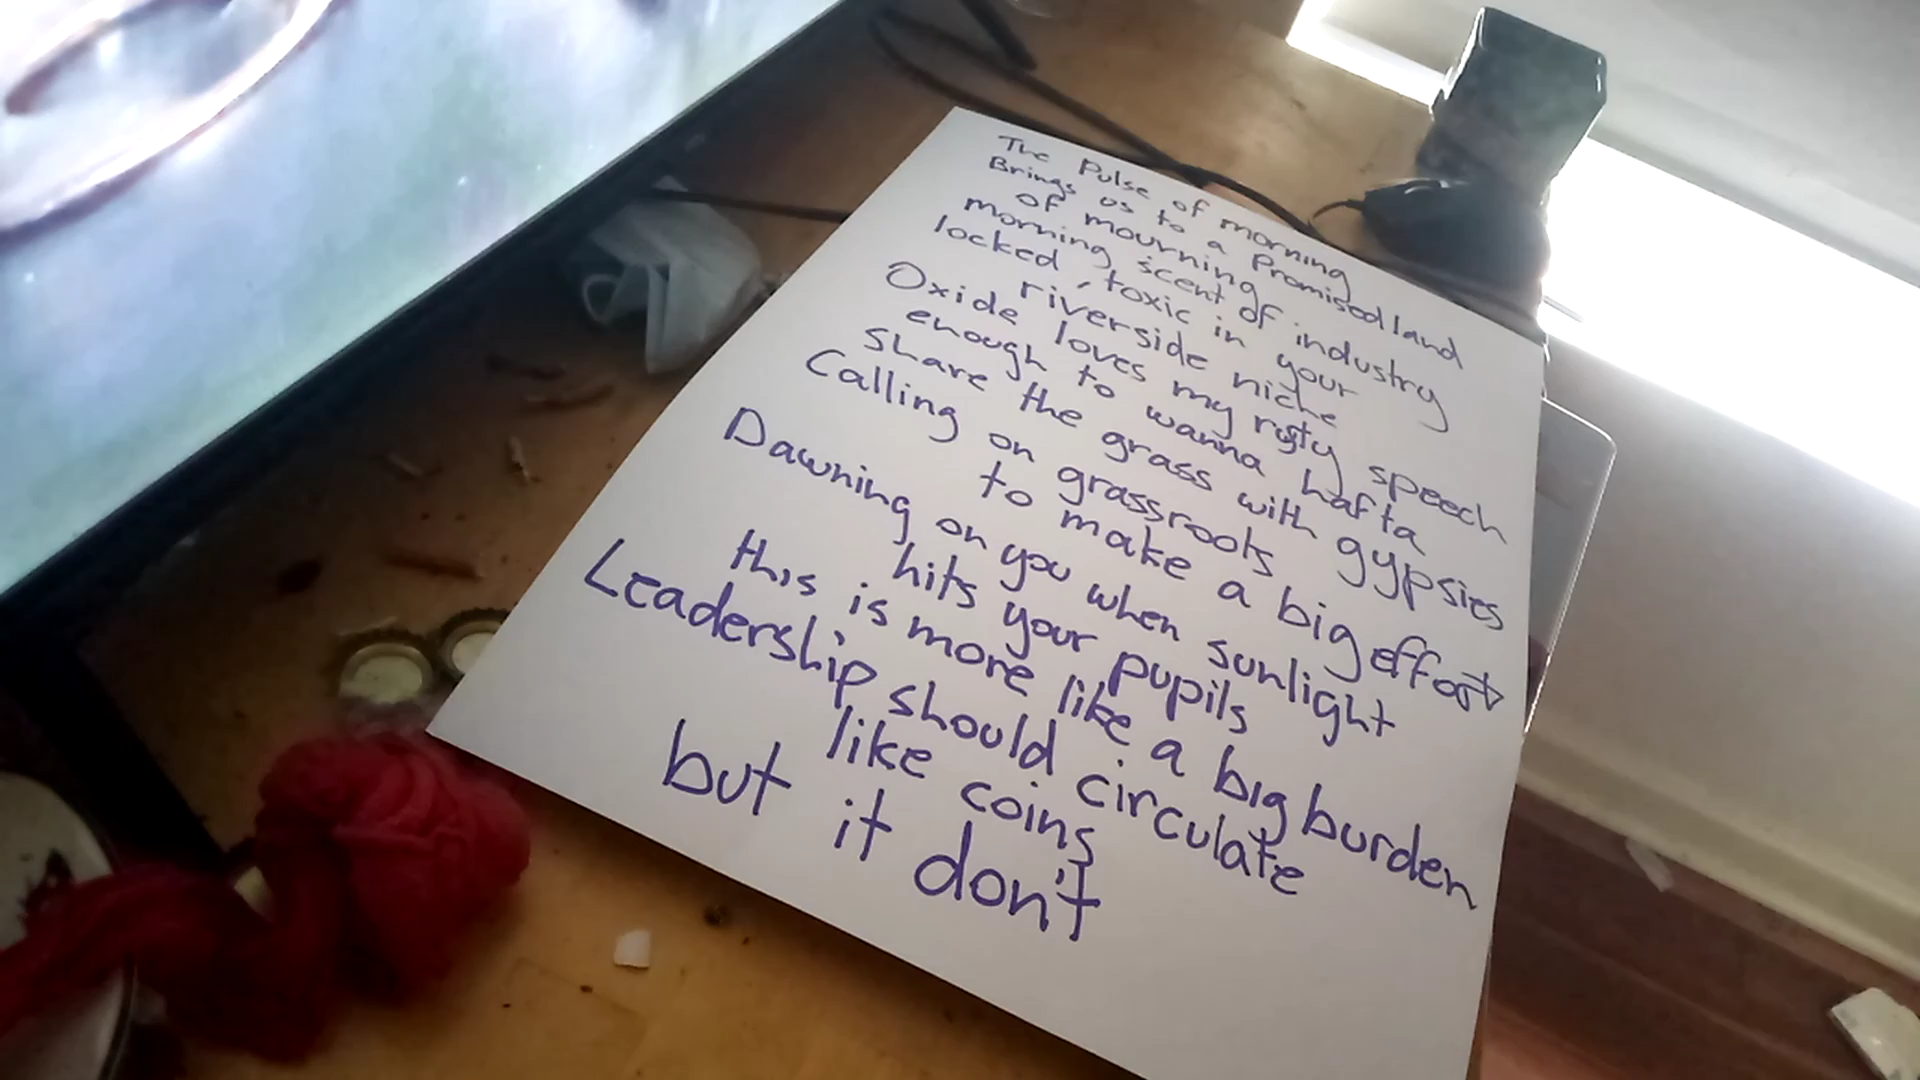 The Pulse of morning
Brings us to a Promised land
of mourning
morning scent of industry
locked, toxic in your
riverside niche
Oxide loves my rusty speech
enough to wanna hafta
share the grass with gypsies
Calling on grassroots
to make a big effort
Dawning on you when sunlight
hits your pupils
this is more like a big burden
Leadership should circulate
like coins
but it don't